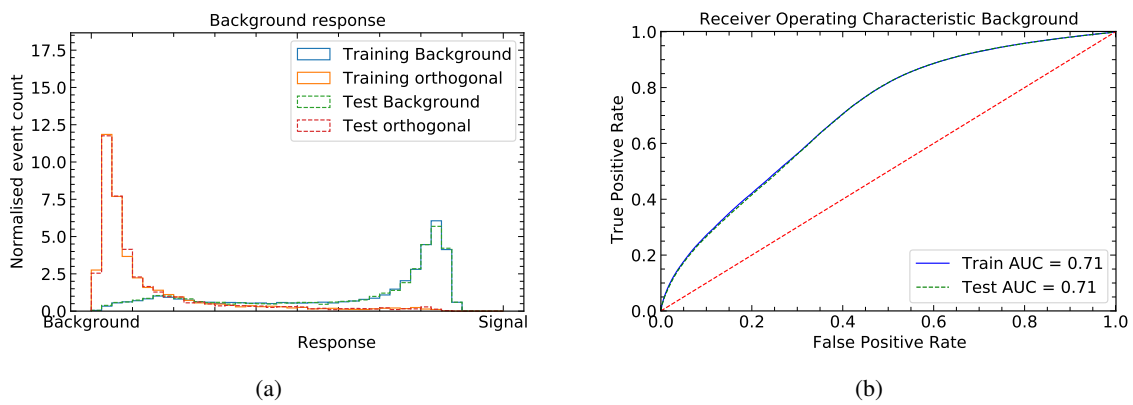 Background response
17.5
15.0
12.5
10.0
7.5
5.0
2.5
0.0
Normalised event count
Training Background
Training orthogonal
Test Background
Test orthogonal
Background
Signal
Response
(a)
Receiver Operating Characteristic Background
1.0
0.8
0.6
0.4
0.2
0.0
True Positive Rate
Train AUC = 0.71
Test AUC = 0.71
0.0 0.2 0.4 0.6 0.8 1.0
False Positive Rate
(b)